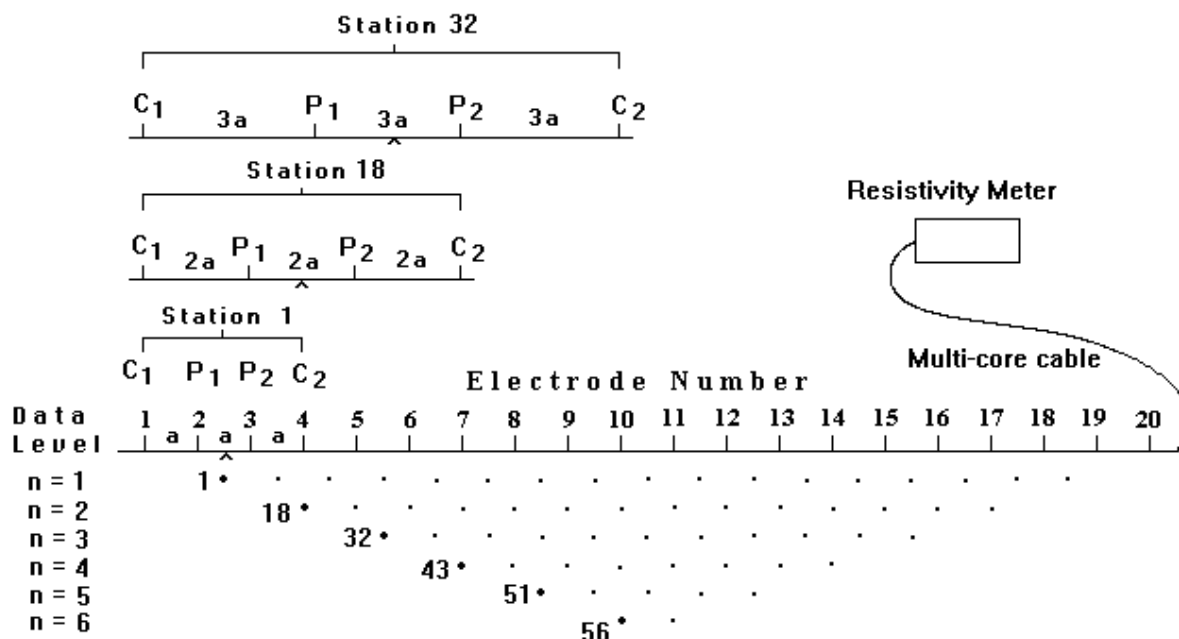 Station 32
C1 P1 P2 C2
3a 3a 3a
Station 18
C1 P1 P2 C2
2a 2a 2a
Resistivity Meter
Station 1
Multi-core cable
C1 P1 P2 C2
Electrode Number
Data Level
1 2 3 4 5 6 7 8 9 10 11 12 13 14 15 16 17 18 19 20
a a a
n = 1 1
n = 2 18
n = 3 32
n = 4 43
n = 5 51
n = 6 56